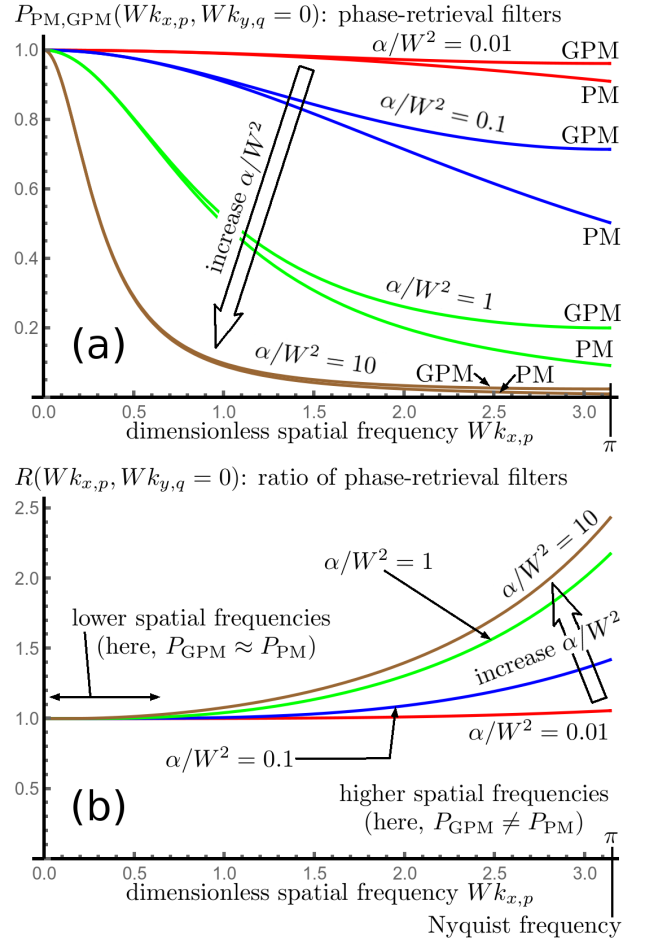 P_PM,GPM(Wk_x,p, Wk_y,q = 0): phase-retrieval filters
α/W² = 0.01
GPM
1.0
PM
α/W² = 0.1
GPM
0.8
increase α/W²
0.6
PM
0.4
α/W² = 1
GPM
0.2
(a)
α/W² = 10
PM
GPM
PM
0.0 0.5 1.0 1.5 2.0 2.5 3.0
dimensionless spatial frequency Wk_x,p
π
R(Wk_x,p, Wk_y,q = 0): ratio of phase-retrieval filters
2.5
α/W² = 10
α/W² = 1
2.0
lower spatial frequencies
(here, P_GPM ≈ P_PM)
1.5
increase α/W²
1.0
α/W² = 0.01
α/W² = 0.1
0.5
(b)
higher spatial frequencies
(here, P_GPM ≠ P_PM)
π
0.0 0.5 1.0 1.5 2.0 2.5 3.0
dimensionless spatial frequency Wk_x,p
Nyquist frequency